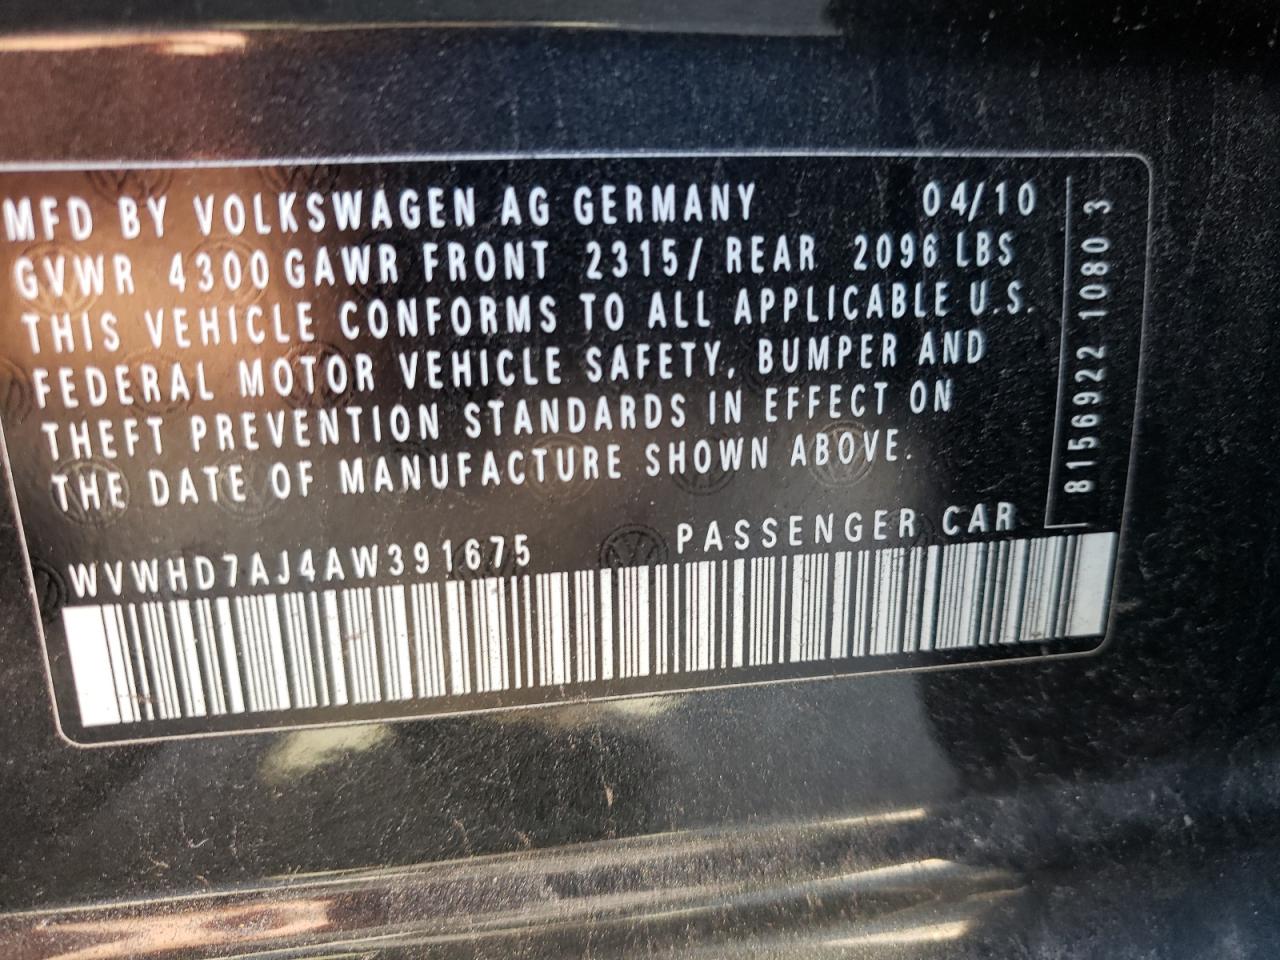 MFD BY VOLKSWAGEN AG GERMANY 04/10
GVWR 4300 GAWR FRONT 2315/ REAR 2096 LBS
THIS VEHICLE CONFORMS TO ALL APPLICABLE U.S.
FEDERAL MOTOR VEHICLE SAFETY, BUMPER AND
THEFT PREVENTION STANDARDS IN EFFECT ON
THE DATE OF MANUFACTURE SHOWN ABOVE.
WVWHD7AJ4AW391675 PASSENGER CAR
8156922 1080 3